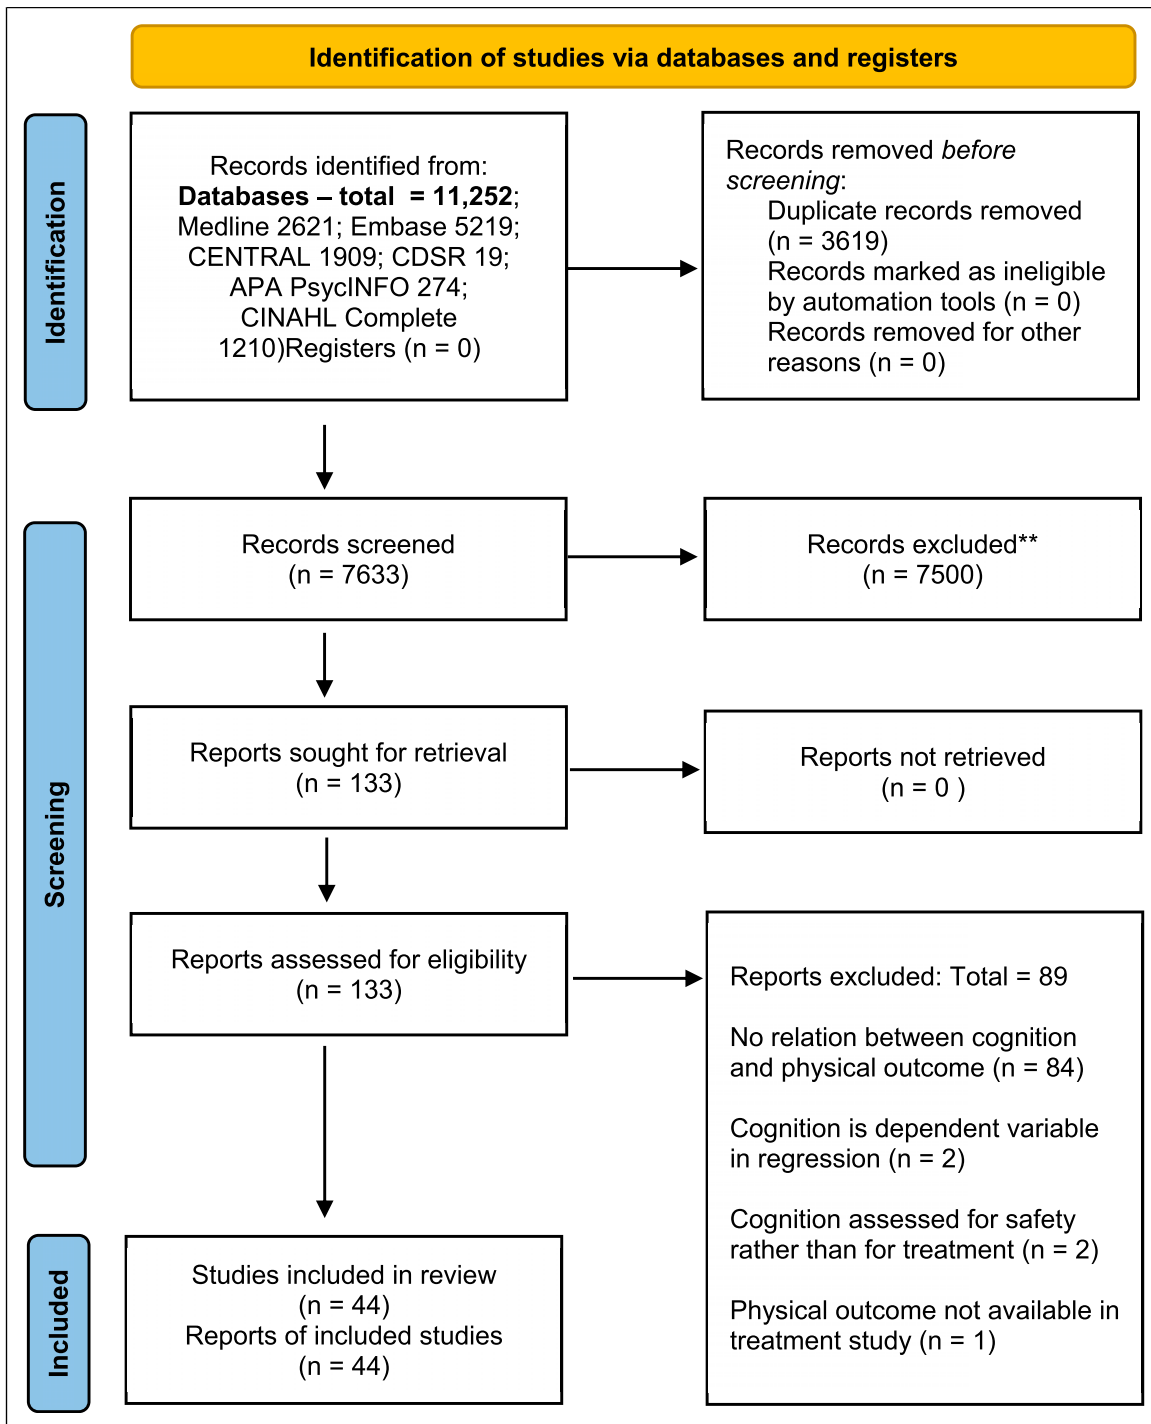 Identification of studies via databases and registers
Identification
Records identified from:
Databases – total  = 11,252;
Medline 2621; Embase 5219;
CENTRAL 1909; CDSR 19;
APA PsycINFO 274;
CINAHL Complete
1210)Registers (n = 0)
Records removed before
screening:
Duplicate records removed
(n = 3619)
Records marked as ineligible
by automation tools (n = 0)
Records removed for other
reasons (n = 0)
Screening
Records screened
(n = 7633)
Records excluded**
(n = 7500)
Reports sought for retrieval
(n = 133)
Reports not retrieved
(n = 0 )
Reports assessed for eligibility
(n = 133)
Reports excluded: Total = 89
No relation between cognition
and physical outcome (n = 84)
Cognition is dependent variable
in regression (n = 2)
Cognition assessed for safety
rather than for treatment (n = 2)
Physical outcome not available in
treatment study (n = 1)
Included
Studies included in review
(n = 44)
Reports of included studies
(n = 44)